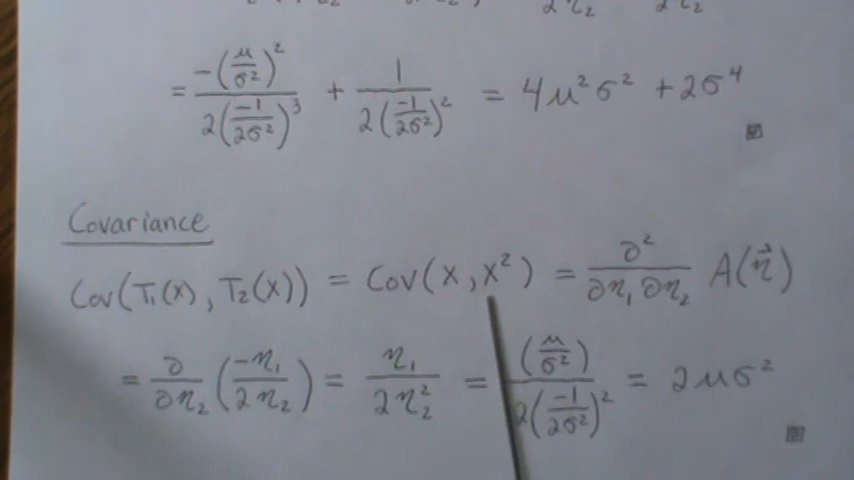 = -(μ/σ²)² / 2(-1/2σ²)³ + 1 / 2(-1/2σ²)² = 4μ²σ² + 2σ⁴
Covariance
Cov(T₁(x), T₂(x)) = Cov(x, x²) = ∂²/∂η₁∂η₂ A(η⃗)
= ∂/∂η₂ (-η₁/2η₂) = η₁/2η₂² = (μ/σ²) / 2(-1/2σ²)² = 2μσ²